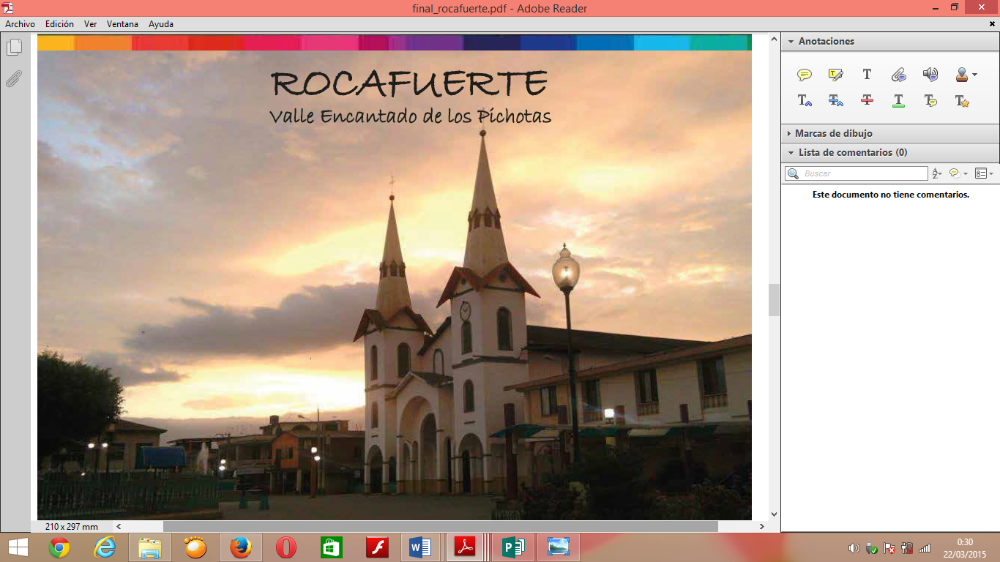 final_rocafuerte.pdf - Adobe Reader
Archivo Edición Ver Ventana Ayuda
ROCAFUERTE
Valle Encantado de los Pichotas
Anotaciones
Marcas de dibujo
Lista de comentarios (0)
Buscar
Este documento no tiene comentarios.
210 x 297 mm
0:30
22/03/2015